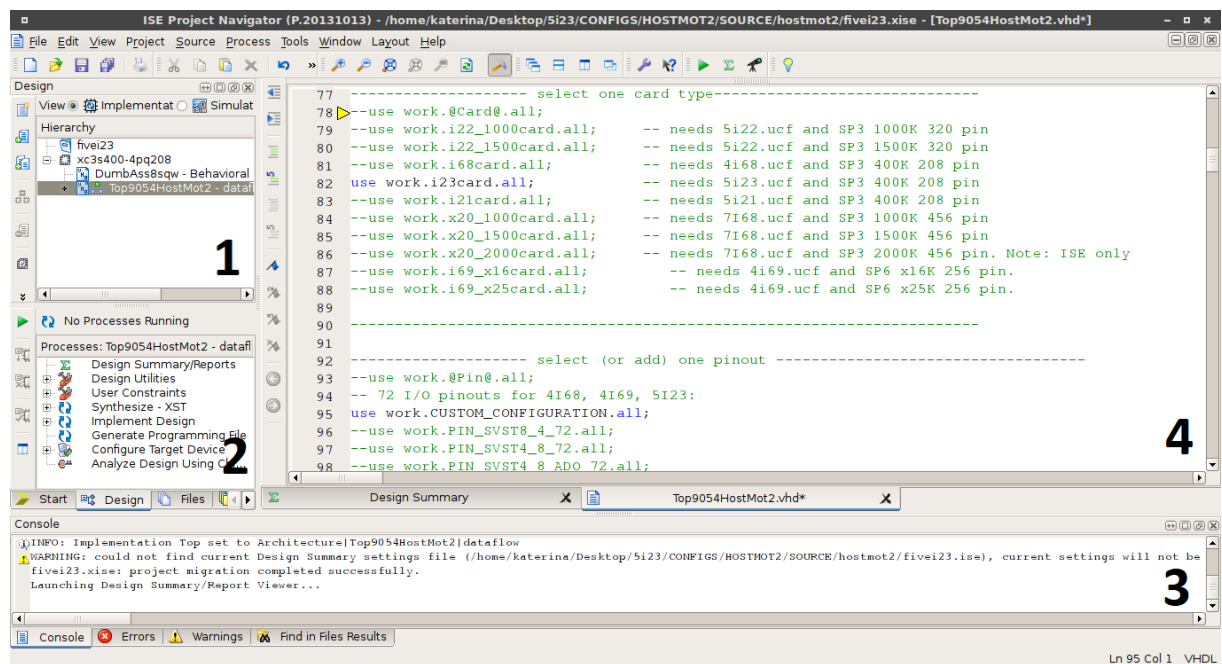 ISE Project Navigator (P.20131013) - /home/katerina/Desktop/5i23/CONFIGS/HOSTMOT2/SOURCE/hostmot2/fivei23.xise - [Top9054HostMot2.vhd*]
File Edit View Project Source Process Tools Window Layout Help
Design
View Implementat Simulat
Hierarchy
fivei23
xc3s400-4pq208
DumbAss8sqw - Behavioral
Top9054HostMot2 - dataf
1
No Processes Running
Processes: Top9054HostMot2 - datafl
Design Summary/Reports
Design Utilities
User Constraints
Synthesize - XST
Implement Design
Generate Programming File
Configure Target Device
Analyze Design Using
2
Start Design Files
77 -------------------- select one card type------------------------------
78 --use work.@Card@.all;
79 --use work.i22_1000card.all; -- needs 5i22.ucf and SP3 1000K 320 pin
80 --use work.i22_1500card.all; -- needs 5i22.ucf and SP3 1500K 320 pin
81 --use work.i68card.all; -- needs 4i68.ucf and SP3 400K 208 pin
82 use work.i23card.all; -- needs 5i23.ucf and SP3 400K 208 pin
83 --use work.i21card.all; -- needs 5i21.ucf and SP3 400K 208 pin
84 --use work.x20_1000card.all; -- needs 7I68.ucf and SP3 1000K 456 pin
85 --use work.x20_1500card.all; -- needs 7I68.ucf and SP3 1500K 456 pin
86 --use work.x20_2000card.all; -- needs 7I68.ucf and SP3 2000K 456 pin. Note: ISE only
87 --use work.i69_x16card.all; -- needs 4i69.ucf and SP6 x16K 256 pin.
88 --use work.i69_x25card.all; -- needs 4i69.ucf and SP6 x25K 256 pin.
89
90 -----------------------------------------------------------------------
91
92 -------------------- select (or add) one pinout -----------------------------------
93 --use work.@Pin@.all;
94 -- 72 I/O pinouts for 4I68, 4I69, 5I23:
95 use work.CUSTOM_CONFIGURATION.all;
96 --use work.PIN_SVST8_4_72.all;
97 --use work.PIN_SVST4_8_72.all;
98 --use work.PIN_SVST4_8_ADO_72.all;
4
Design Summary Top9054HostMot2.vhd*
Console
INFO: Implementation Top set to Architecture|Top9054HostMot2|dataflow
WARNING: could not find current Design Summary settings file (/home/katerina/Desktop/5i23/CONFIGS/HOSTMOT2/SOURCE/hostmot2/fivei23.ise), current settings will not be
fivei23.xise: project migration completed successfully.
Launching Design Summary/Report Viewer...
3
Console Errors Warnings Find in Files Results
Ln 95 Col 1 VHDL